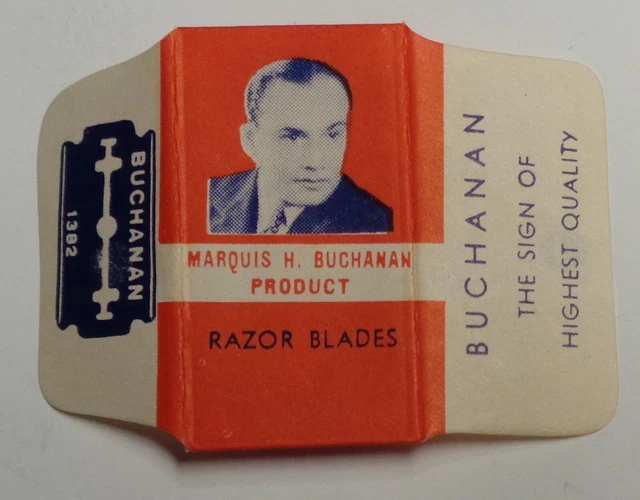 BUCHANAN
1382
MARQUIS H. BUCHANAN
PRODUCT
RAZOR BLADES
BUCHANAN
THE SIGN OF
HIGHEST QUALITY